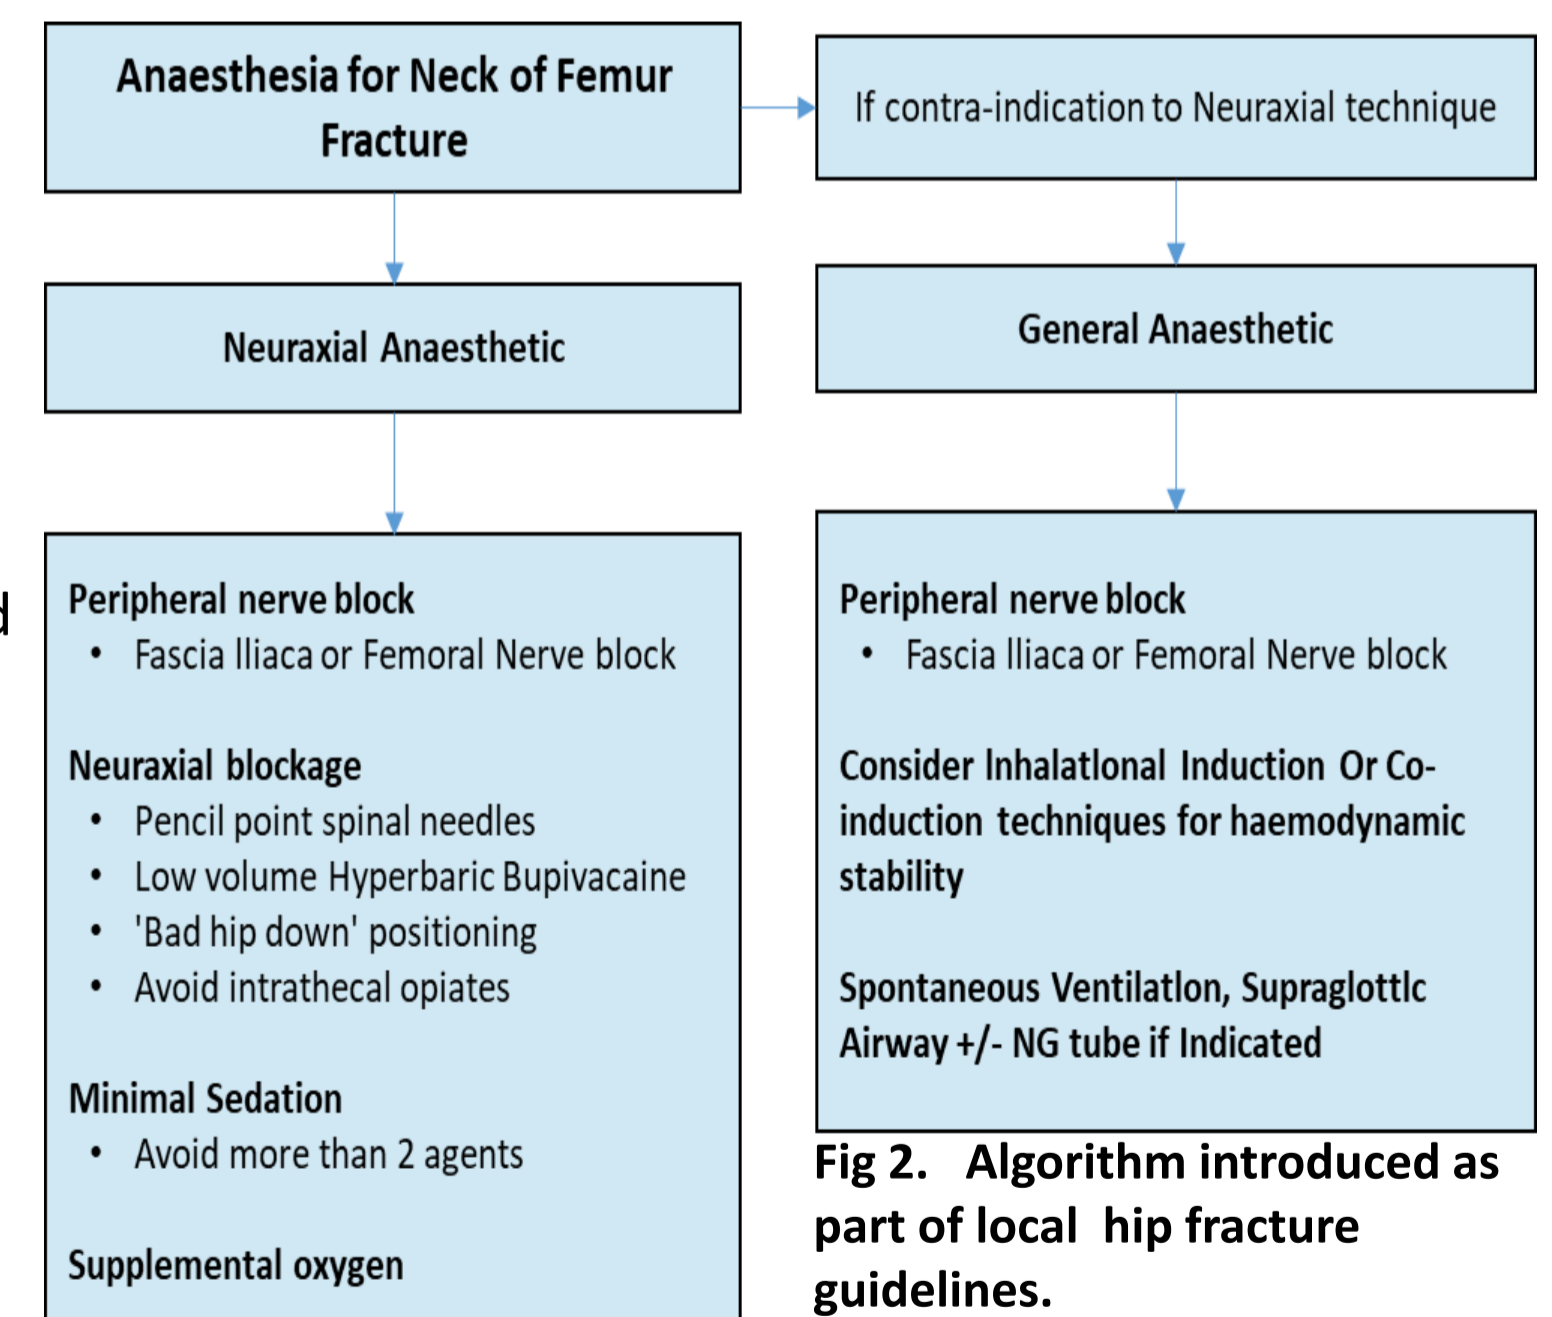 Anaesthesia for Neck of Femur
Fracture
If contra-indication to Neuraxial technique
Neuraxial Anaesthetic
General Anaesthetic
Peripheral nerve block
• Fascia Iliaca or Femoral Nerve block
Neuraxial blockage
• Pencil point spinal needles
• Low volume Hyperbaric Bupivacaine
• 'Bad hip down' positioning
• Avoid intrathecal opiates
Minimal Sedation
• Avoid more than 2 agents
Supplemental oxygen
Peripheral nerve block
• Fascia Iliaca or Femoral Nerve block
Consider lnhalatlonal Induction Or Co-
induction techniques for haemodynamic
stability
Spontaneous Ventilatlon, Supraglottlc
Airway +/- NG tube if Indicated
Fig 2. Algorithm introduced as
part of local hip fracture
guidelines.